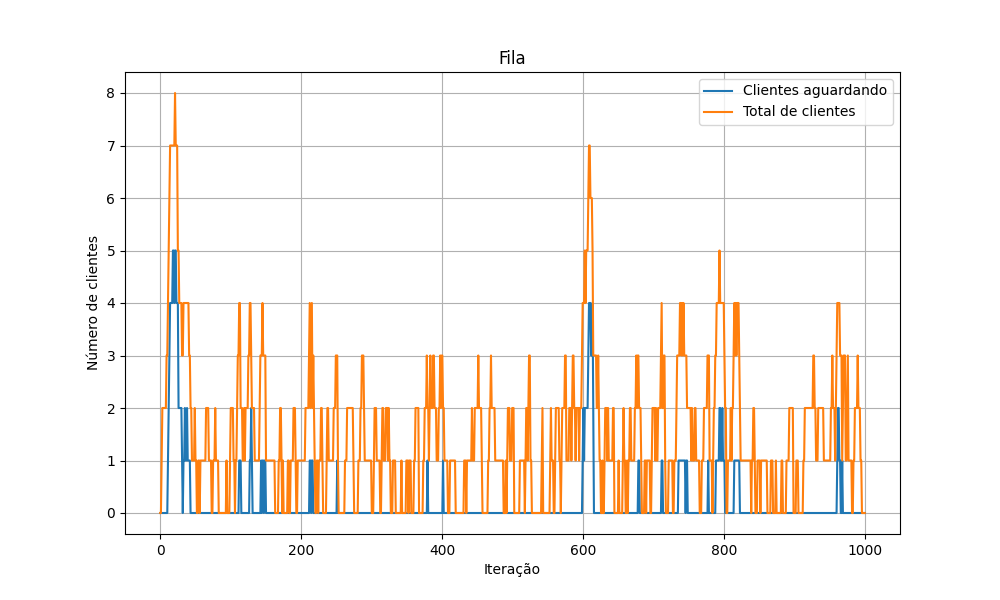 Fila
Clientes aguardando
Total de clientes
Número de clientes
8
7
6
5
4
3
2
1
0
0 200 400 600 800 1000
Iteração